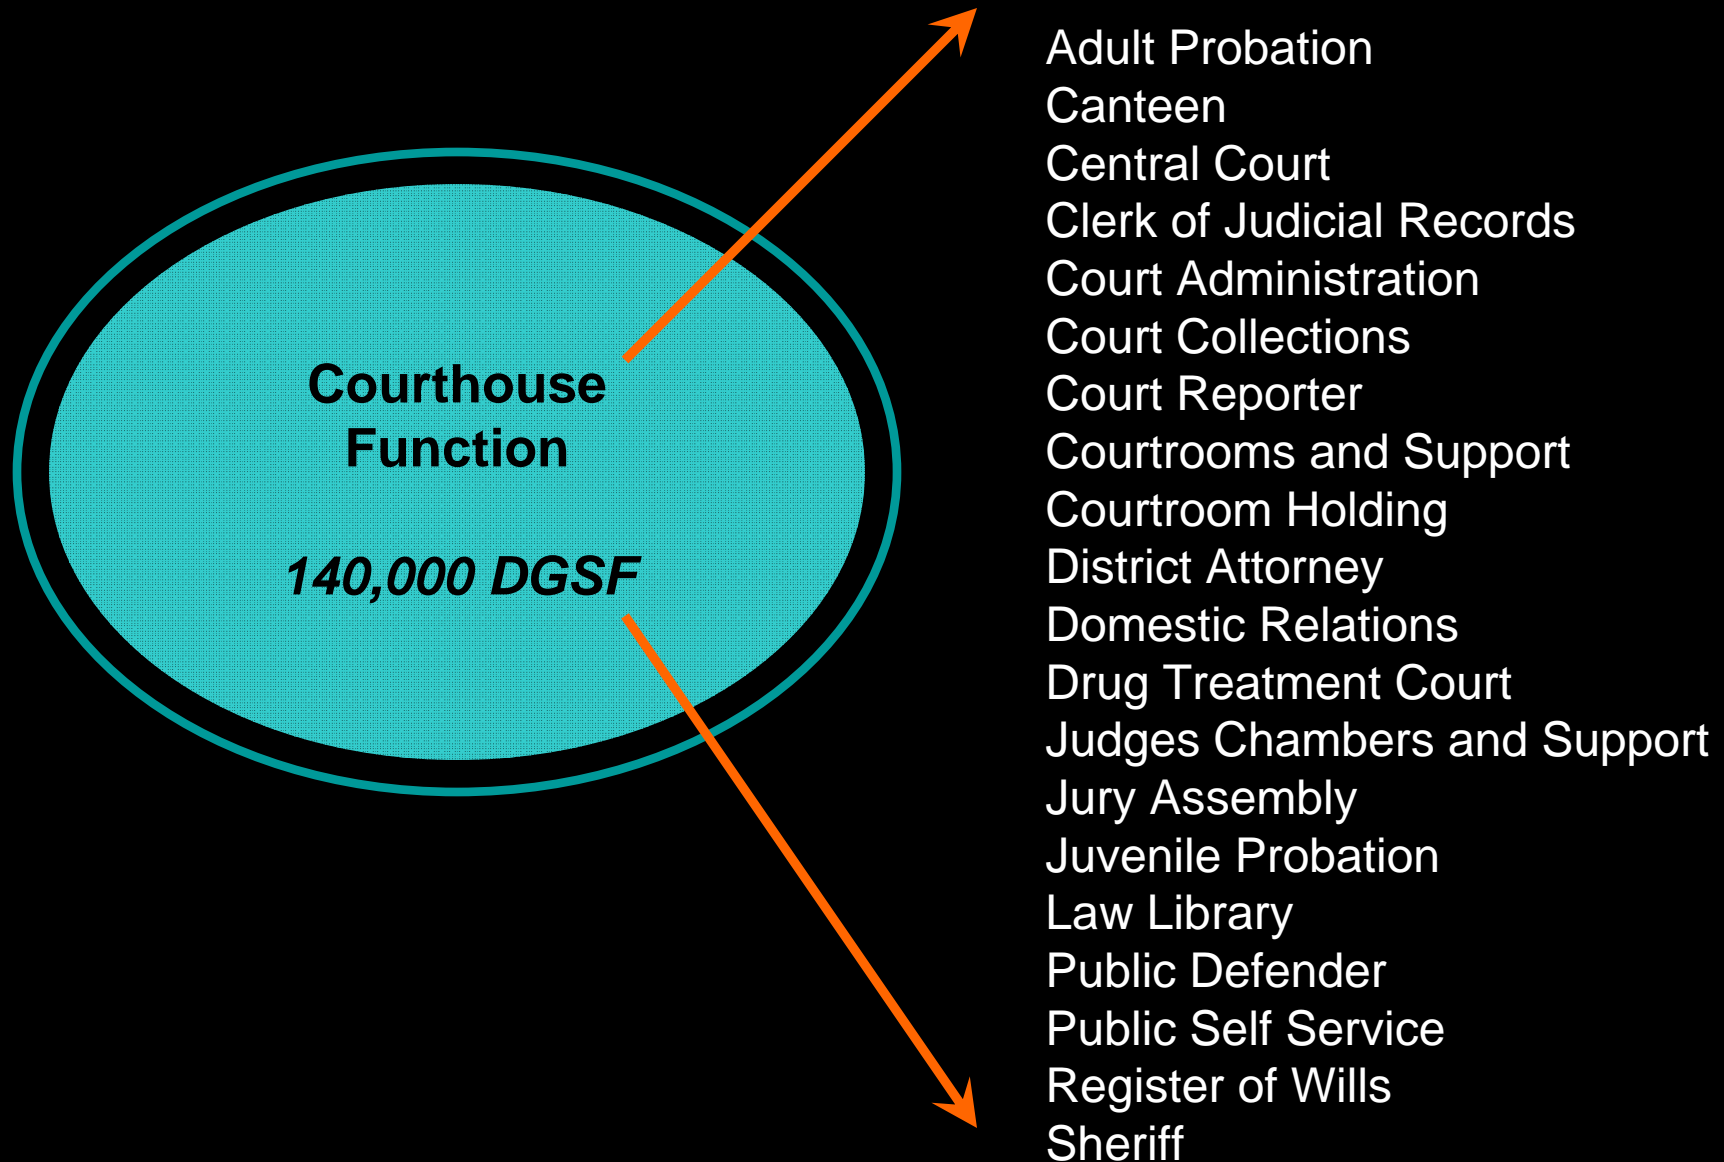 Courthouse
Function
140,000 DGSF
Adult Probation
Canteen
Central Court
Clerk of Judicial Records
Court Administration
Court Collections
Court Reporter
Courtrooms and Support
Courtroom Holding
District Attorney
Domestic Relations
Drug Treatment Court
Judges Chambers and Support
Jury Assembly
Juvenile Probation
Law Library
Public Defender
Public Self Service
Register of Wills
Sheriff